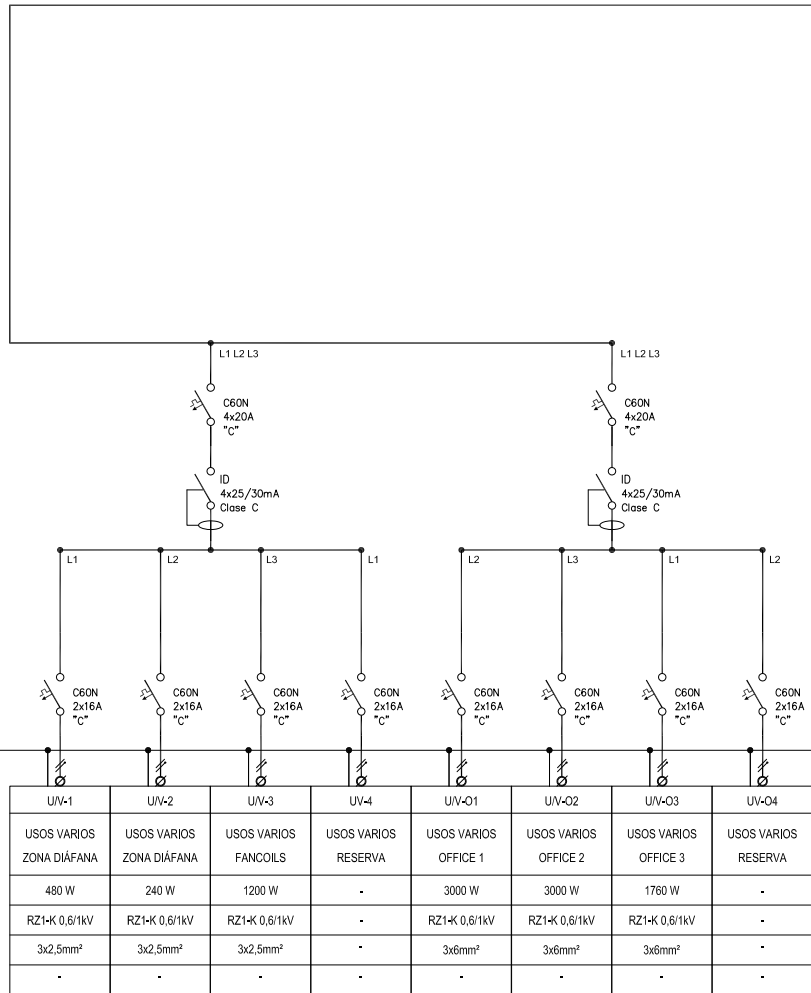 L1 L2 L3
L1 L2 L3
C60N
4x20A
"C"
C60N
4x20A
"C"
ID
4x25/30mA
Clase C
ID
4x25/30mA
Clase C
L1 L2 L3 L1 L2 L3 L1 L2
C60N
2x16A
"C"
C60N
2x16A
"C"
C60N
2x16A
"C"
C60N
2x16A
"C"
C60N
2x16A
"C"
C60N
2x16A
"C"
C60N
2x16A
"C"
C60N
2x16A
"C"
U/V-1 U/V-2 U/V-3 UV-4 U/V-O1 U/V-O2 U/V-O3 UV-O4
USOS VARIOS USOS VARIOS USOS VARIOS USOS VARIOS USOS VARIOS USOS VARIOS USOS VARIOS USOS VARIOS
ZONA DIÁFANA ZONA DIÁFANA FANCOILS RESERVA OFFICE 1 OFFICE 2 OFFICE 3 RESERVA
480 W 240 W 1200 W - 3000 W 3000 W 1760 W -
RZ1-K 0,6/1kV RZ1-K 0,6/1kV RZ1-K 0,6/1kV - RZ1-K 0,6/1kV RZ1-K 0,6/1kV RZ1-K 0,6/1kV -
3x2,5mm² 3x2,5mm² 3x2,5mm² - 3x6mm² 3x6mm² 3x6mm² -
- - - - - - - -